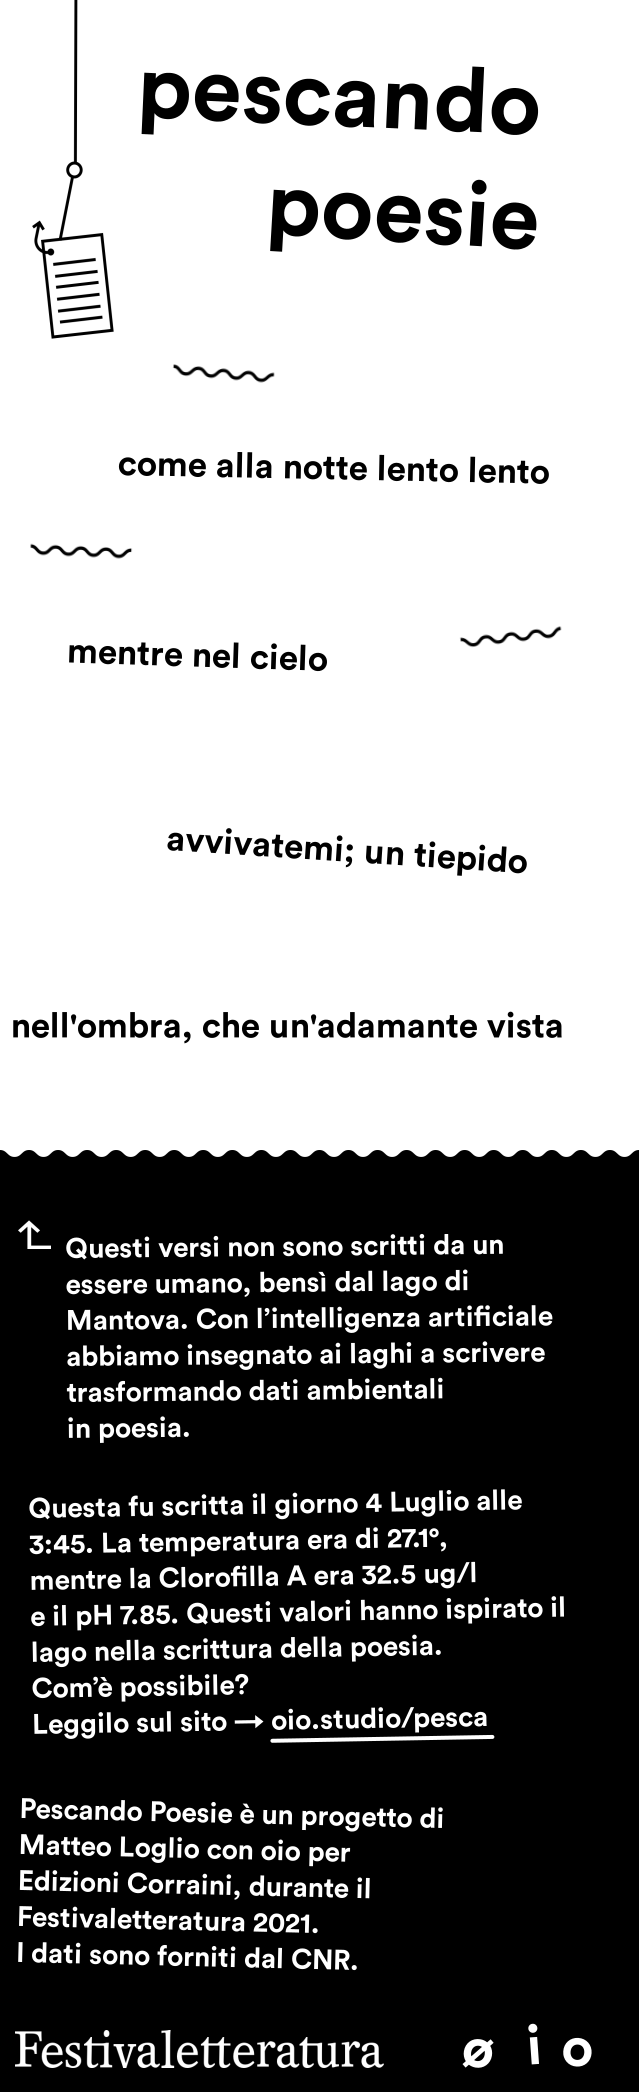 pescando
poesie
come alla notte lento lento
mentre nel cielo
avvivatemi; un tiepido
nell'ombra, che un'adamante vista
Questi versi non sono scritti da un
essere umano, bensì dal lago di
Mantova. Con l’intelligenza artificiale
abbiamo insegnato ai laghi a scrivere
trasformando dati ambientali
in poesia.
Questa fu scritta il giorno 4 Luglio alle
3:45. La temperatura era di 27.1°,
mentre la Clorofilla A era 32.5 ug/l
e il pH 7.85. Questi valori hanno ispirato il
lago nella scrittura della poesia.
Com’è possibile?
Leggilo sul sito → oio.studio/pesca
Pescando Poesie è un progetto di
Matteo Loglio con oio per
Edizioni Corraini, durante il
Festivaletteratura 2021.
I dati sono forniti dal CNR.
Festivaletteratura ø i o